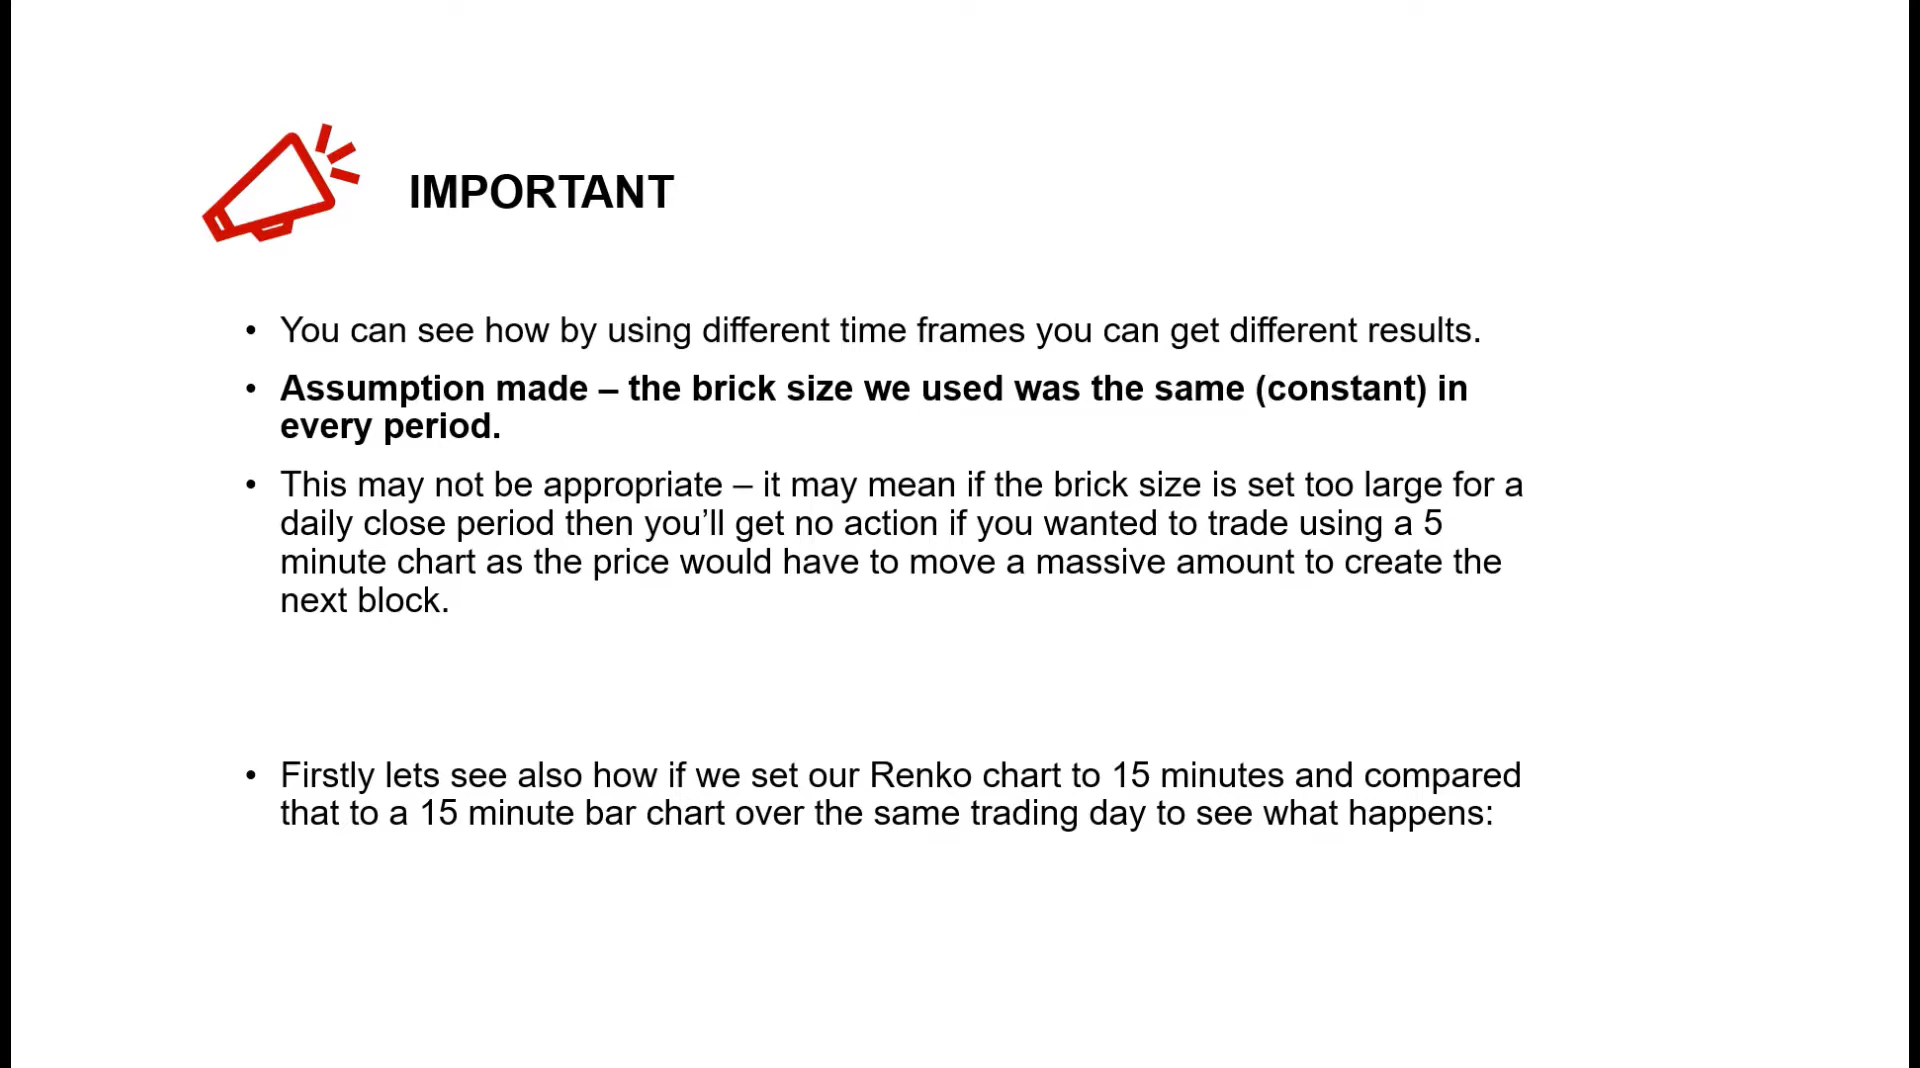 IMPORTANT
• You can see how by using different time frames you can get different results.
• Assumption made – the brick size we used was the same (constant) in
every period.
• This may not be appropriate – it may mean if the brick size is set too large for a
daily close period then you’ll get no action if you wanted to trade using a 5
minute chart as the price would have to move a massive amount to create the
next block.
• Firstly lets see also how if we set our Renko chart to 15 minutes and compared
that to a 15 minute bar chart over the same trading day to see what happens: